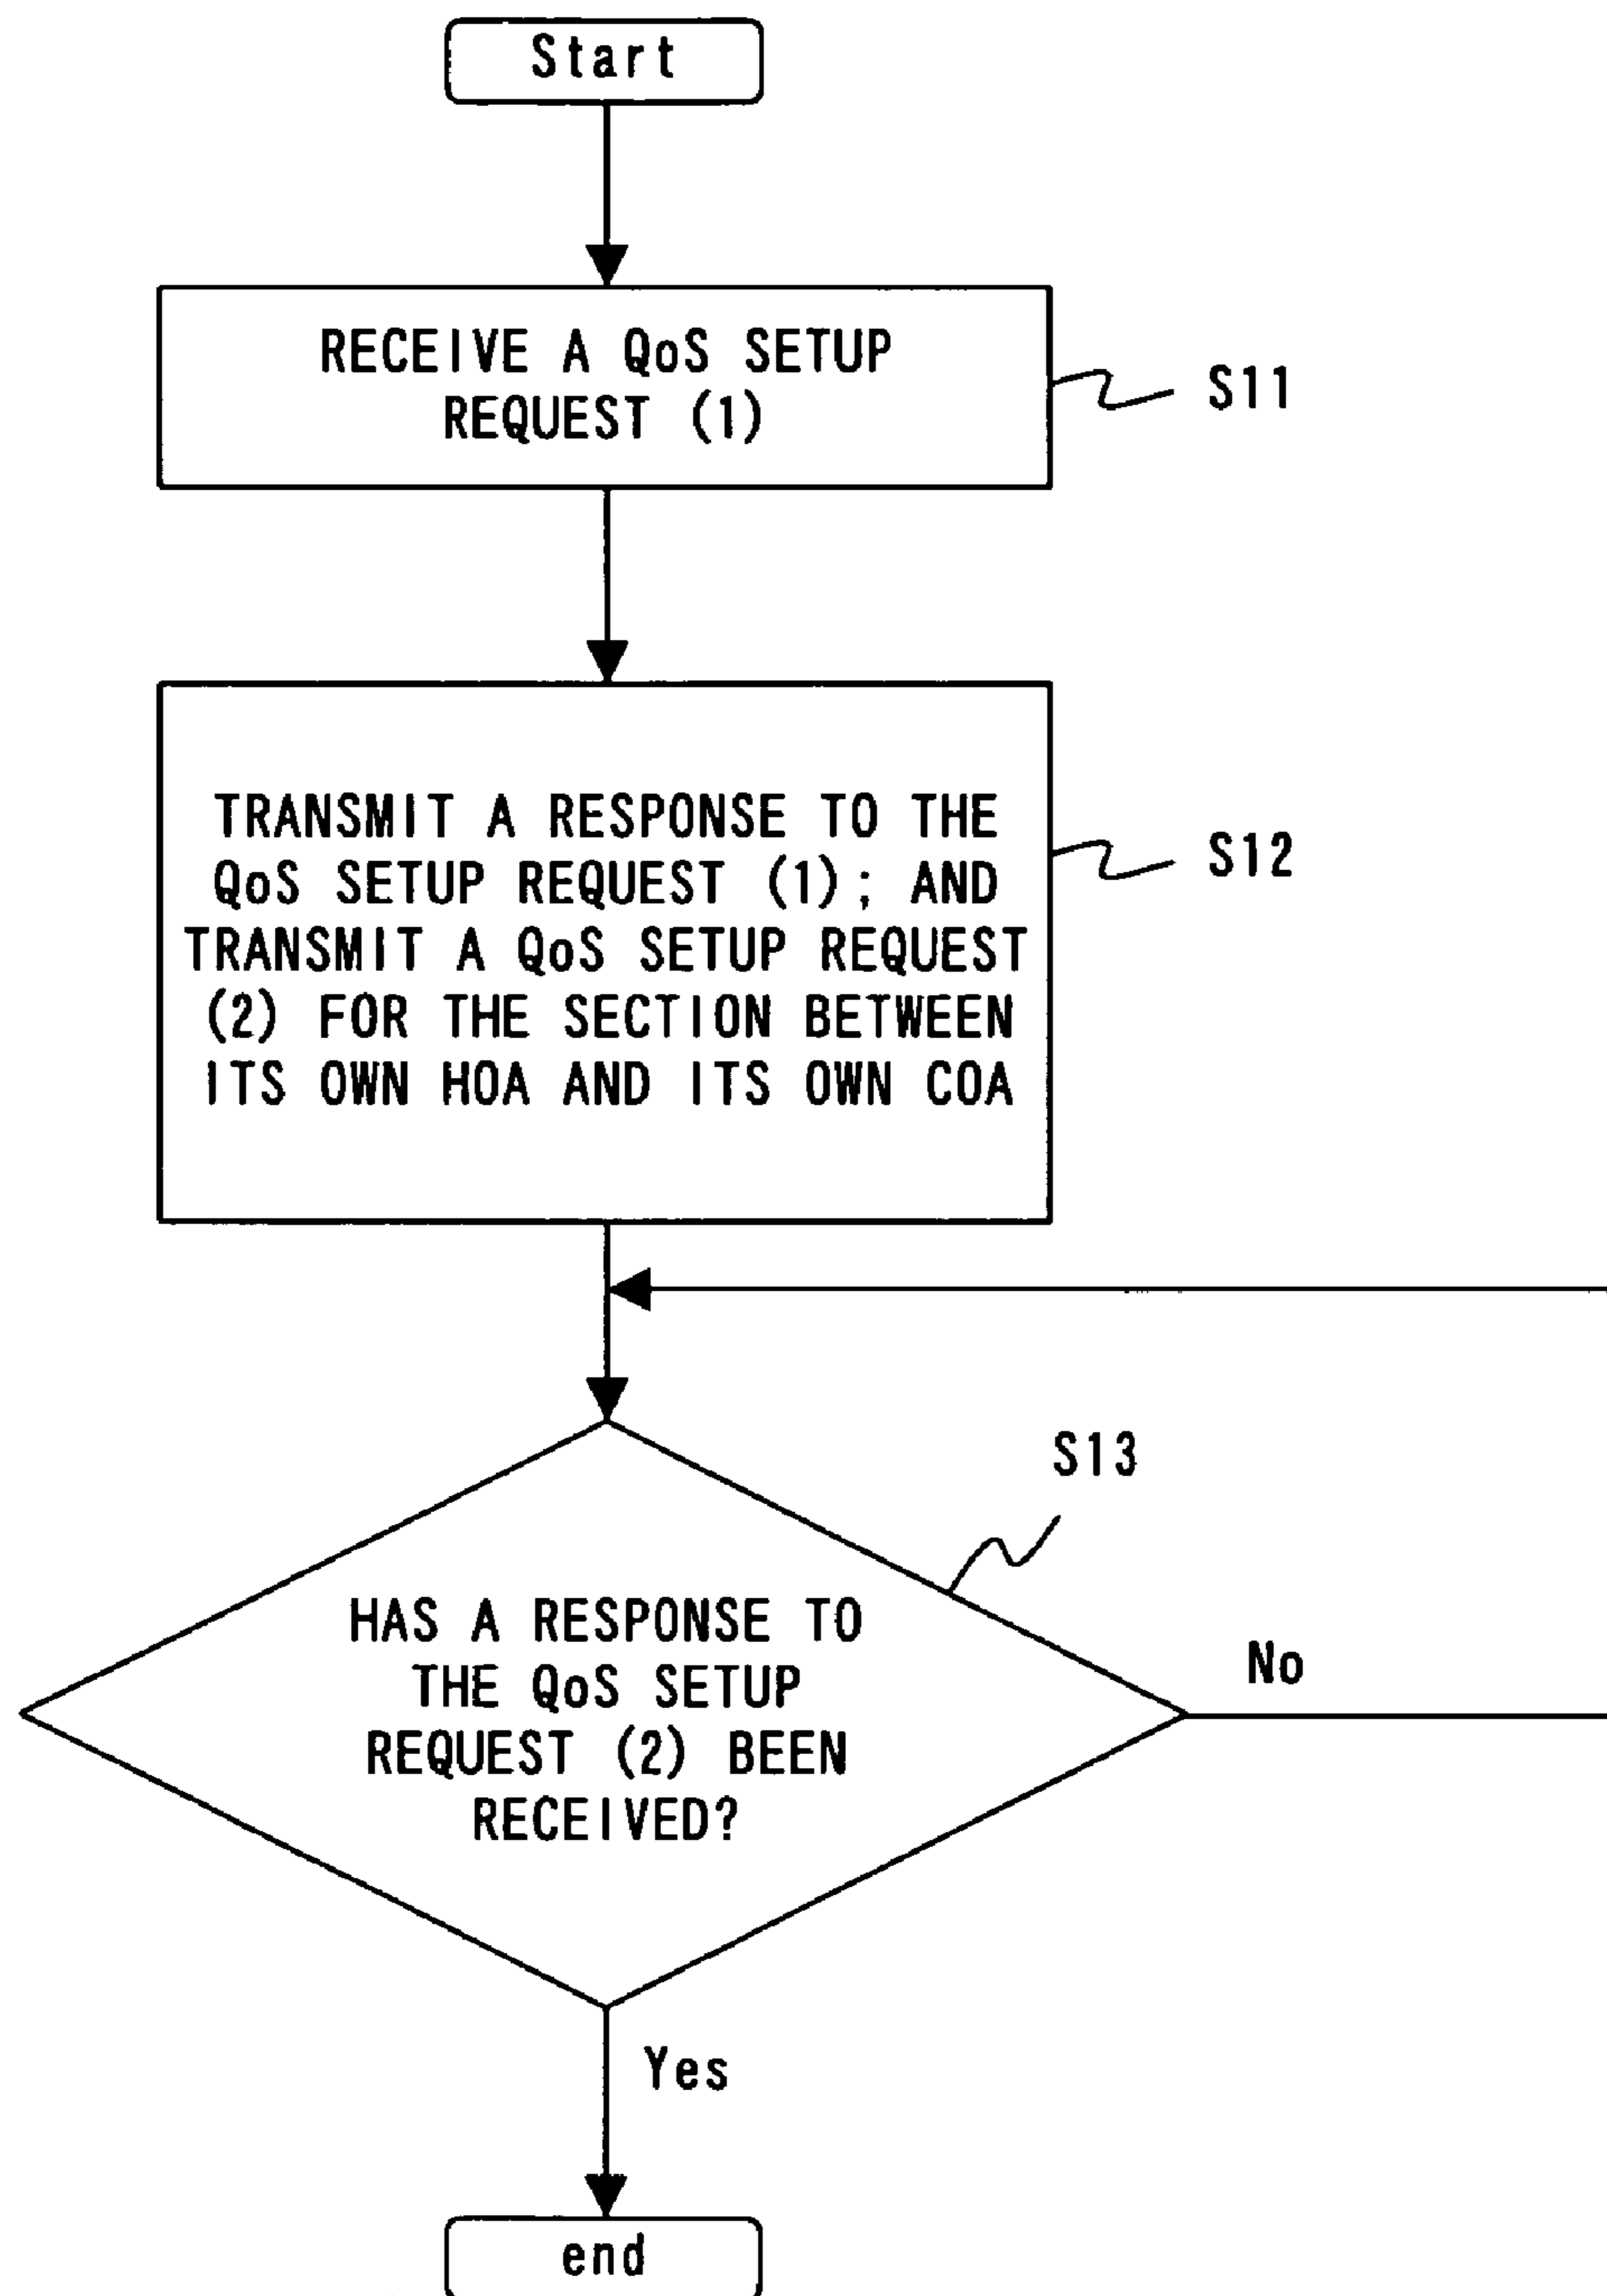 Start
RECEIVE A QoS SETUP
REQUEST (1)
S11
TRANSMIT A RESPONSE TO THE
QoS SETUP REQUEST (1); AND
TRANSMIT A QoS SETUP REQUEST
(2) FOR THE SECTION BETWEEN
ITS OWN HOA AND ITS OWN COA
S12
S13
HAS A RESPONSE TO
THE QoS SETUP
REQUEST (2) BEEN
RECEIVED?
No
Yes
end